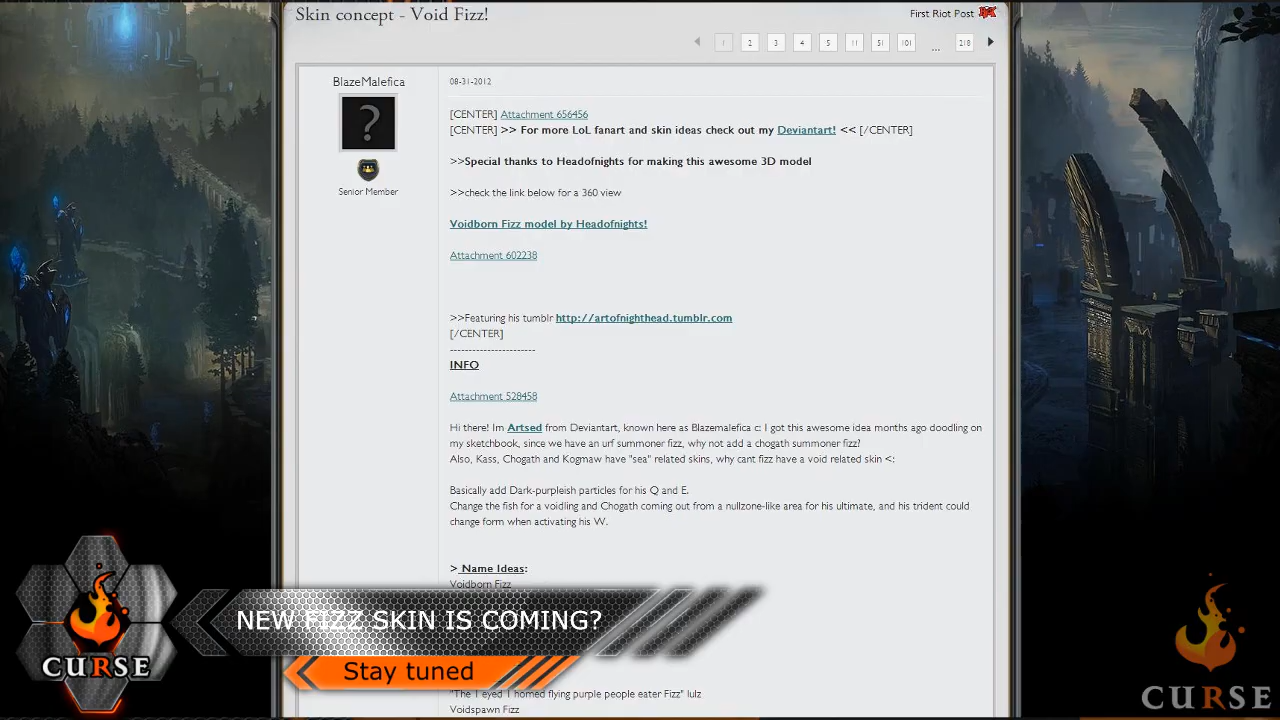 Skin concept - Void Fizz!
First Riot Post
1 2 3 4 5 11 51 101 ... 218
BlazeMalefica
Senior Member
08-31-2012
[CENTER] Attachment 656456
[CENTER] >> For more LoL fanart and skin ideas check out my Deviantart! << [/CENTER]
>>Special thanks to Headofnights for making this awesome 3D model
>>check the link below for a 360 view
Voidborn Fizz model by Headofnights!
Attachment 602238
>>Featuring his tumblr http://artofnighthead.tumblr.com
[/CENTER]
-----------------------
INFO
Attachment 528458
Hi there! Im Artsed from Deviantart, known here as Blazemalefica c: I got this awesome idea months ago doodling on
my sketchbook, since we have an urf summoner fizz, why not add a chogath summoner fizz?
Also, Kass, Chogath and Kogmaw have "sea" related skins, why cant fizz have a void related skin <:
Basically add Dark-purpleish particles for his Q and E.
Change the fish for a voidling and Chogath coming out from a nullzone-like area for his ultimate, and his trident could
change form when activating his W.
> Name Ideas:
Voidborn Fizz
NEW FIZZ SKIN IS COMING?
Stay tuned
CURSE
"The 1 eyed 1 horned flying purple people eater Fizz" lulz
Voidspawn Fizz
CURSE